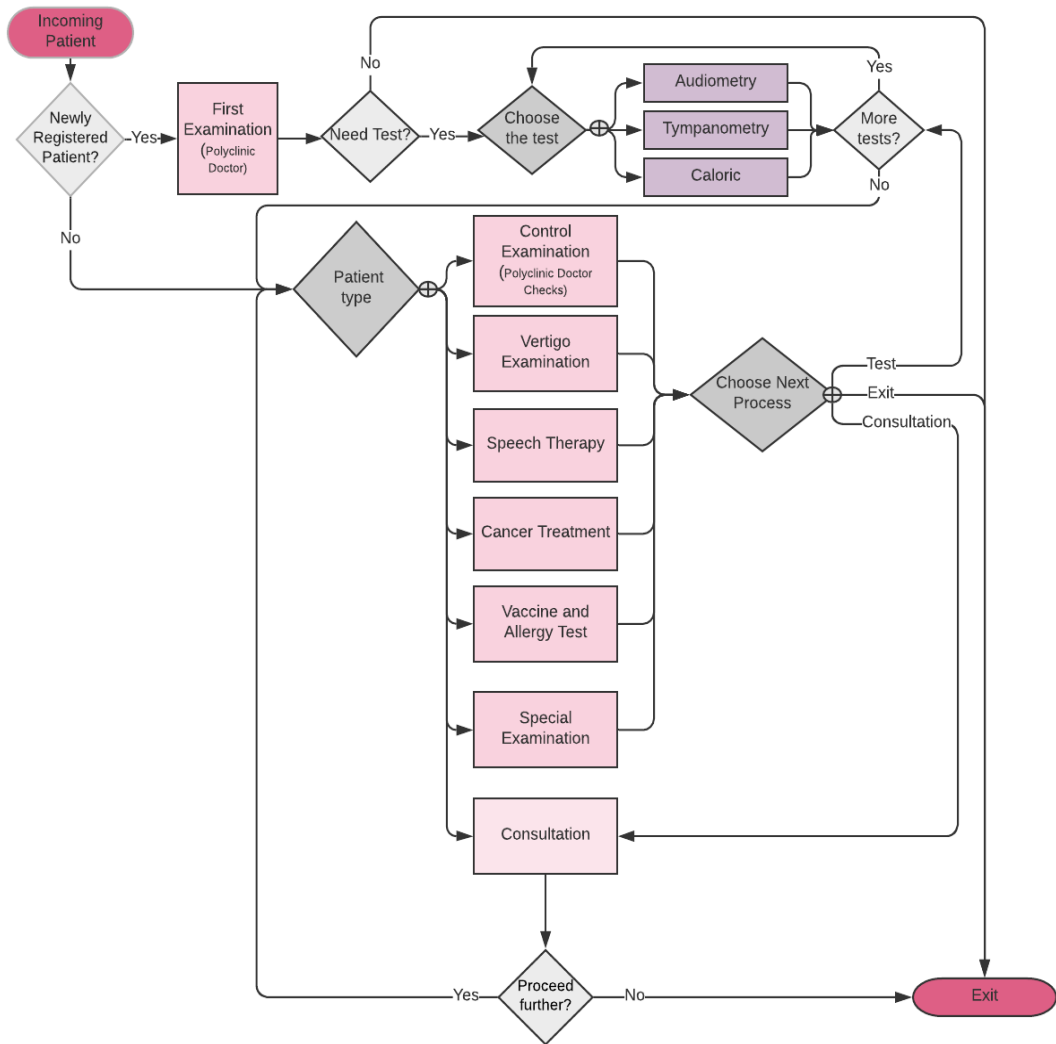 Incoming
Patient
Newly
Registered
Patient?
Yes
No
First
Examination
(Polyclinic
Doctor)
Need Test?
No
Yes
Choose
the test
Audiometry
Tympanometry
Caloric
Yes
More
tests?
No
Patient
type
Control
Examination
(Polyclinic Doctor
Checks)
Vertigo
Examination
Speech Therapy
Cancer Treatment
Vaccine and
Allergy Test
Special
Examination
Consultation
Choose Next
Process
Test
Exit
Consultation
Proceed
further?
Yes
No
Exit